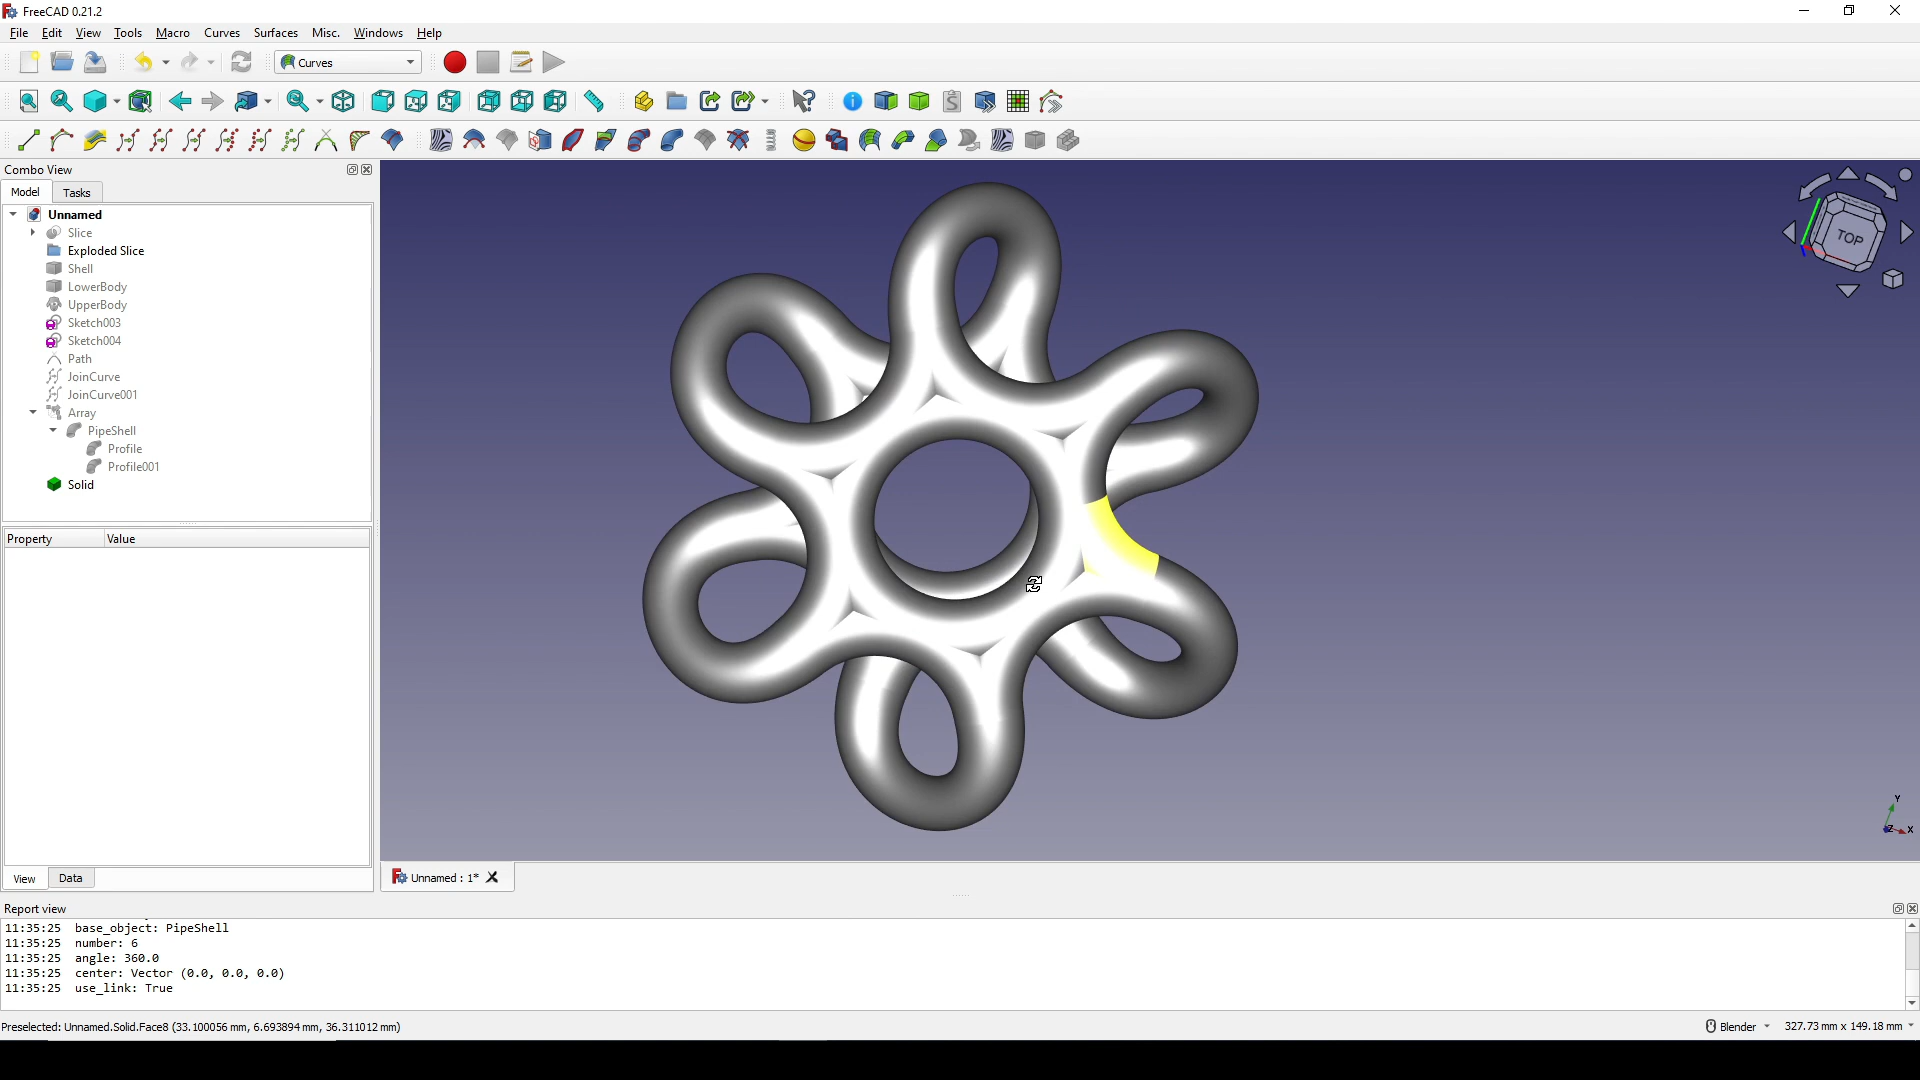 FreeCAD 0.21.2
File Edit View Tools Macro Curves Surfaces Misc. Windows Help
Curves
Combo View
Model Tasks
Unnamed
Slice
Exploded Slice
Shell
LowerBody
UpperBody
Sketch003
Sketch004
Path
JoinCurve
JoinCurve001
Array
PipeShell
Profile
Profile001
Solid
Property Value
View Data
TOP
Y
Z X
Unnamed : 1*
Report view
11:35:25 base_object: PipeShell
11:35:25 number: 6
11:35:25 angle: 360.0
11:35:25 center: Vector (0.0, 0.0, 0.0)
11:35:25 use_link: True
Preselected: Unnamed.Solid.Face8 (33.100056 mm, 6.693894 mm, 36.311012 mm)
Blender 327.73 mm x 149.18 mm